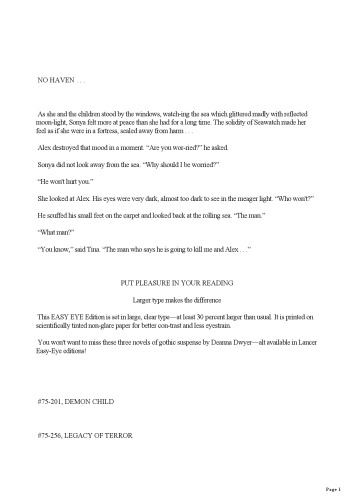 NO HAVEN . . .
As she and the children stood by the windows, watch-ing the sea which glittered madly with reflected
moon-light, Sonya felt more at peace than she had for a long time. The solidity of Seawatch made her
feel as if she were in a fortress, sealed away from harm . . .
Alex destroyed that mood in a moment. “Are you wor-ried?” he asked.
Sonya did not look away from the sea. “Why should I be worried?”
“He won't hurt you.”
She looked at Alex. His eyes were very dark, almost too dark to see in the meager light. “Who won't?”
He scuffed his small feet on the carpet and looked back at the rolling sea. “The man.”
“What man?”
“You know,” said Tina. “The man who says he is going to kill me and Alex . . .”
PUT PLEASURE IN YOUR READING
Larger type makes the difference
This EASY EYE Edition is set in large, clear type—at least 30 percent larger than usual. It is printed on
scientifically tinted non-glare paper for better con-trast and less eyestrain.
You won't want to miss these three novels of gothic suspense by Deanna Dwyer—alt available in Lancer
Easy-Eye editions!
#75-201, DEMON CHILD
#75-256, LEGACY OF TERROR
Page 1